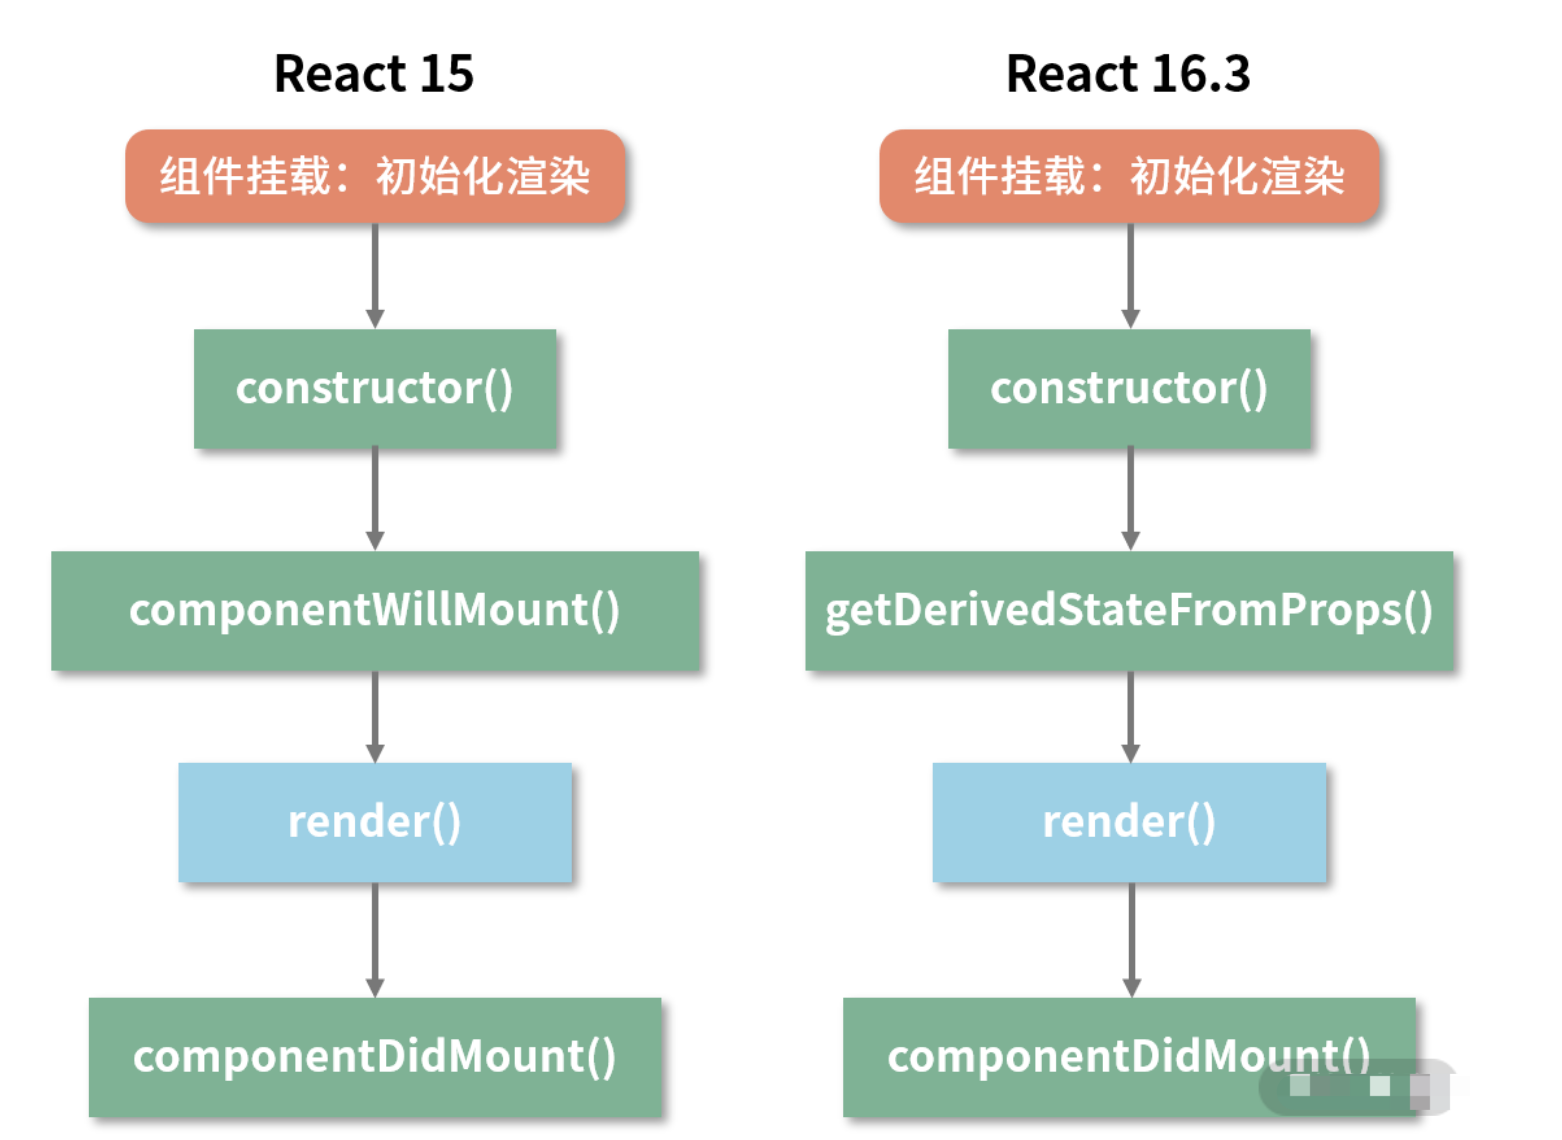 React 15
组件挂载：初始化渲染
constructor()
componentWillMount()
render()
componentDidMount()
React 16.3
组件挂载：初始化渲染
constructor()
getDerivedStateFromProps()
render()
componentDidMount()